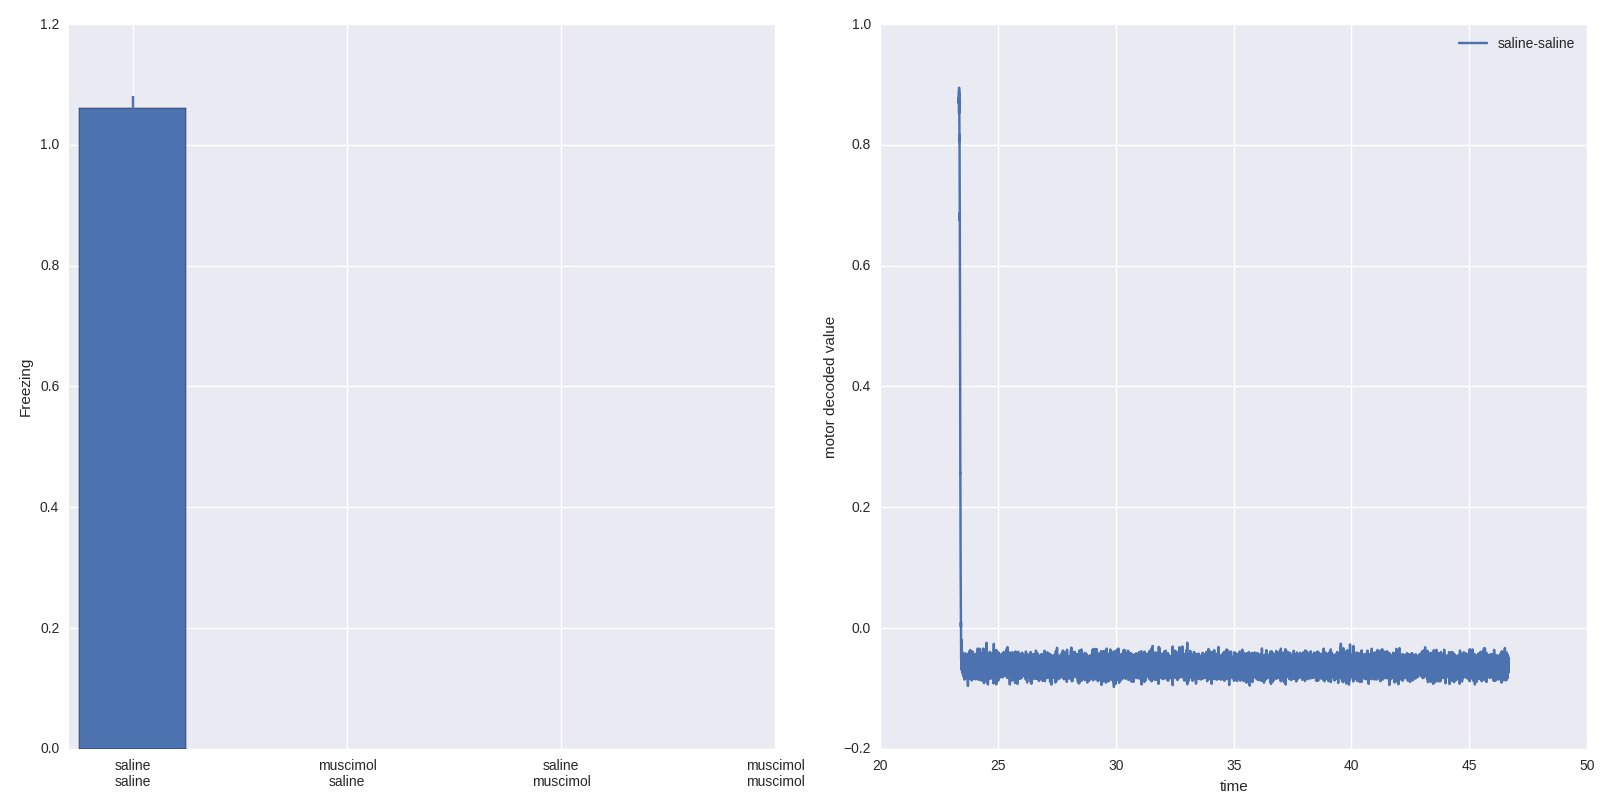 1.2
1.0
0.8
0.6
0.4
0.2
0.0
Freezing
saline
saline
muscimol
saline
saline
muscimol
muscimol
muscimol
1.0
0.8
0.6
0.4
0.2
0.0
−0.2
motor decoded value
saline-saline
20
25
30
35
40
45
50
time